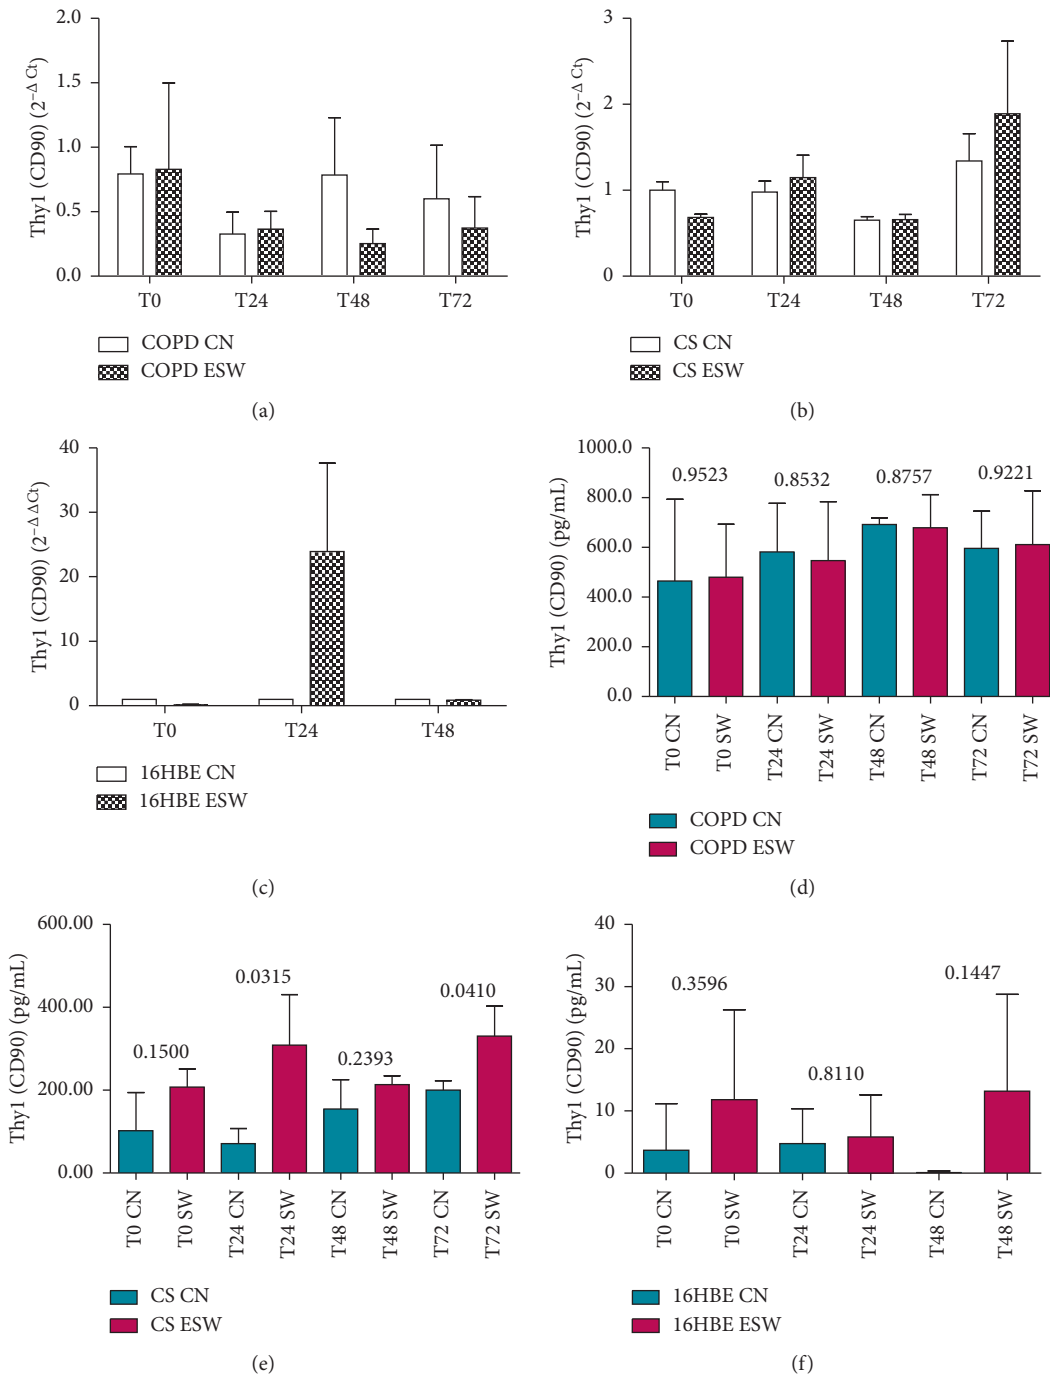 Thy1 (CD90) (2^−Δ Ct)
2.0
1.5
1.0
0.5
0.0
T0 T24 T48 T72
COPD CN
COPD ESW
(a)
Thy1 (CD90) (2^−Δ Ct)
3
2
1
0
T0 T24 T48 T72
CS CN
CS ESW
(b)
Thy1 (CD90) (2^−Δ ΔCt)
40
30
20
10
0
T0 T24 T48
16HBE CN
16HBE ESW
(c)
Thy1 (CD90) (pg/mL)
1000.0
800.0
600.0
400.0
200.0
0.0
0.9523 0.8532 0.8757 0.9221
T0 CN T0 SW T24 CN T24 SW T48 CN T48 SW T72 CN T72 SW
COPD CN
COPD ESW
(d)
Thy1 (CD90) (pg/mL)
600.00
400.00
200.00
0.00
0.1500 0.0315 0.2393 0.0410
T0 CN T0 SW T24 CN T24 SW T48 CN T48 SW T72 CN T72 SW
CS CN
CS ESW
(e)
Thy1 (CD90) (pg/mL)
40
30
20
10
0
0.3596 0.8110 0.1447
T0 CN T0 SW T24 CN T24 SW T48 CN T48 SW
16HBE CN
16HBE ESW
(f)